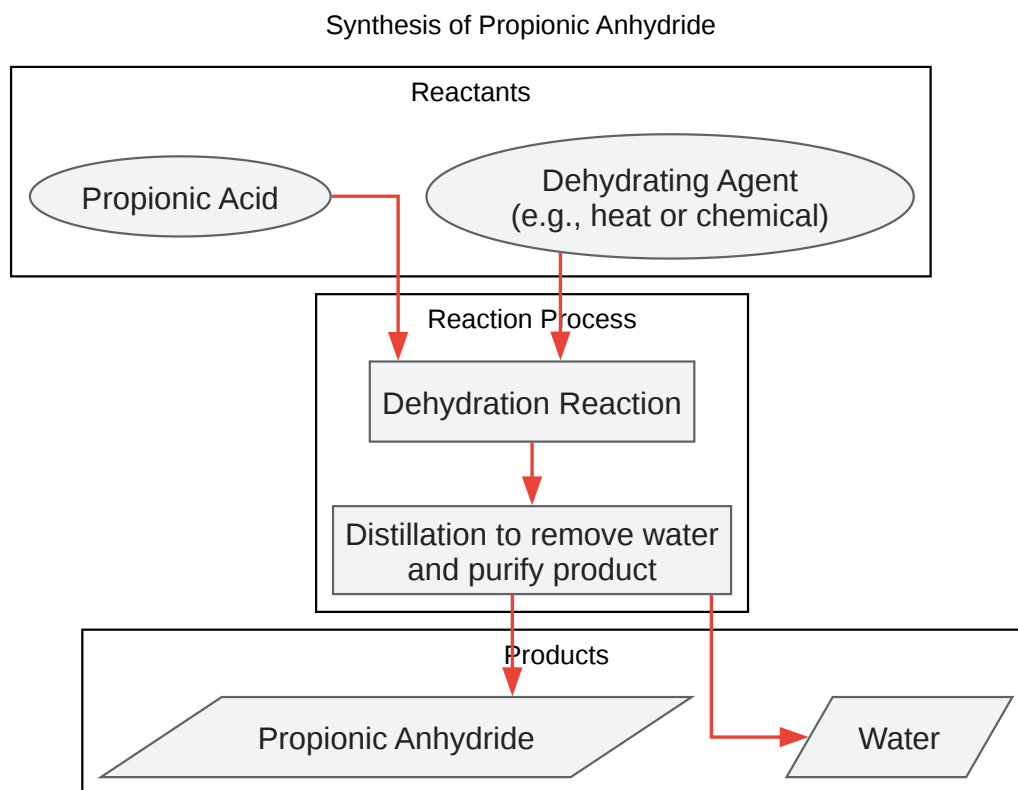 Synthesis of Propionic Anhydride
Reactants
Propionic Acid
Dehydrating Agent
(e.g., heat or chemical)
Reaction Process
Dehydration Reaction
Distillation to remove water
and purify product
Products
Propionic Anhydride
Water